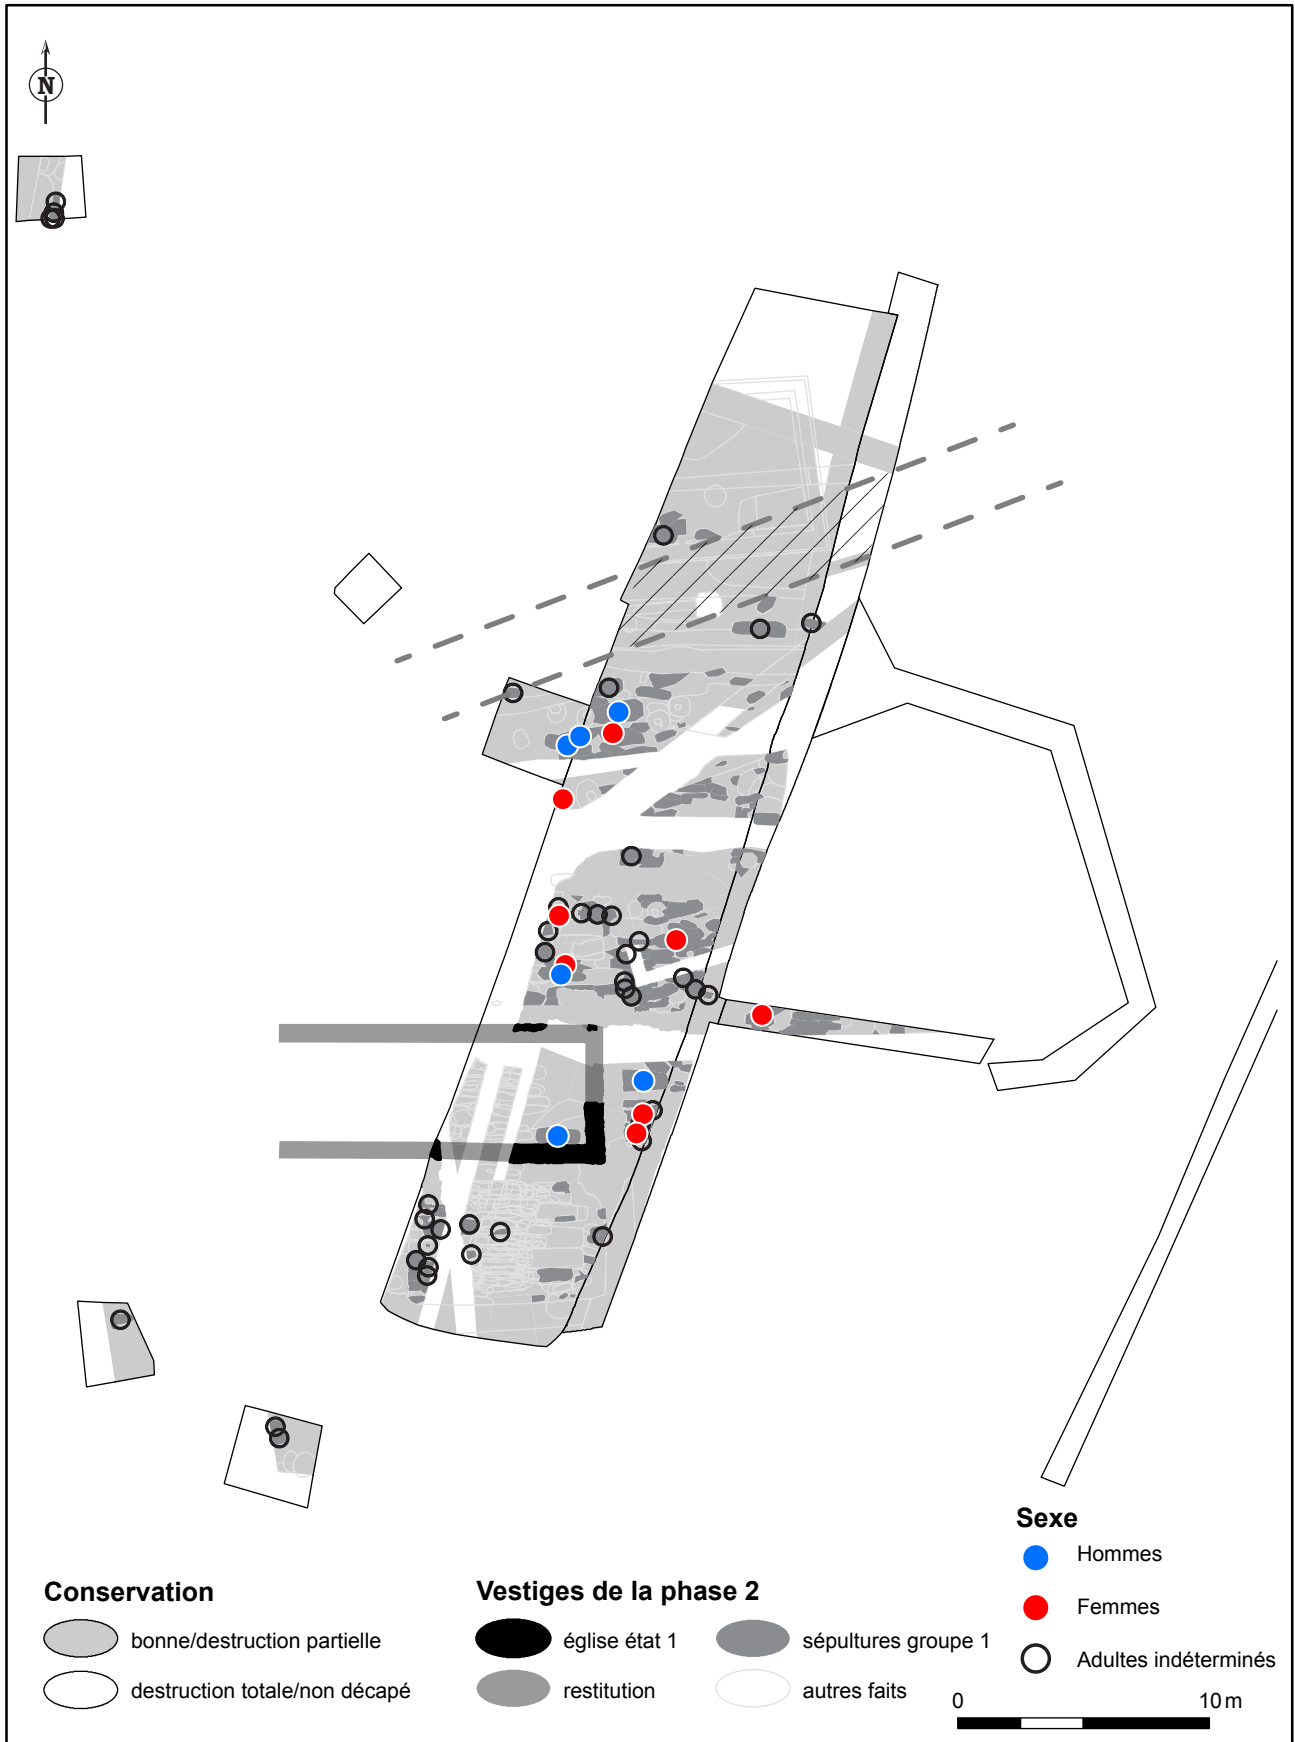 N
Sexe
Hommes
Femmes
Adultes indéterminés
Conservation
bonne/destruction partielle
destruction totale/non décapé
Vestiges de la phase 2
église état 1
restitution
sépultures groupe 1
autres faits
0 10 m